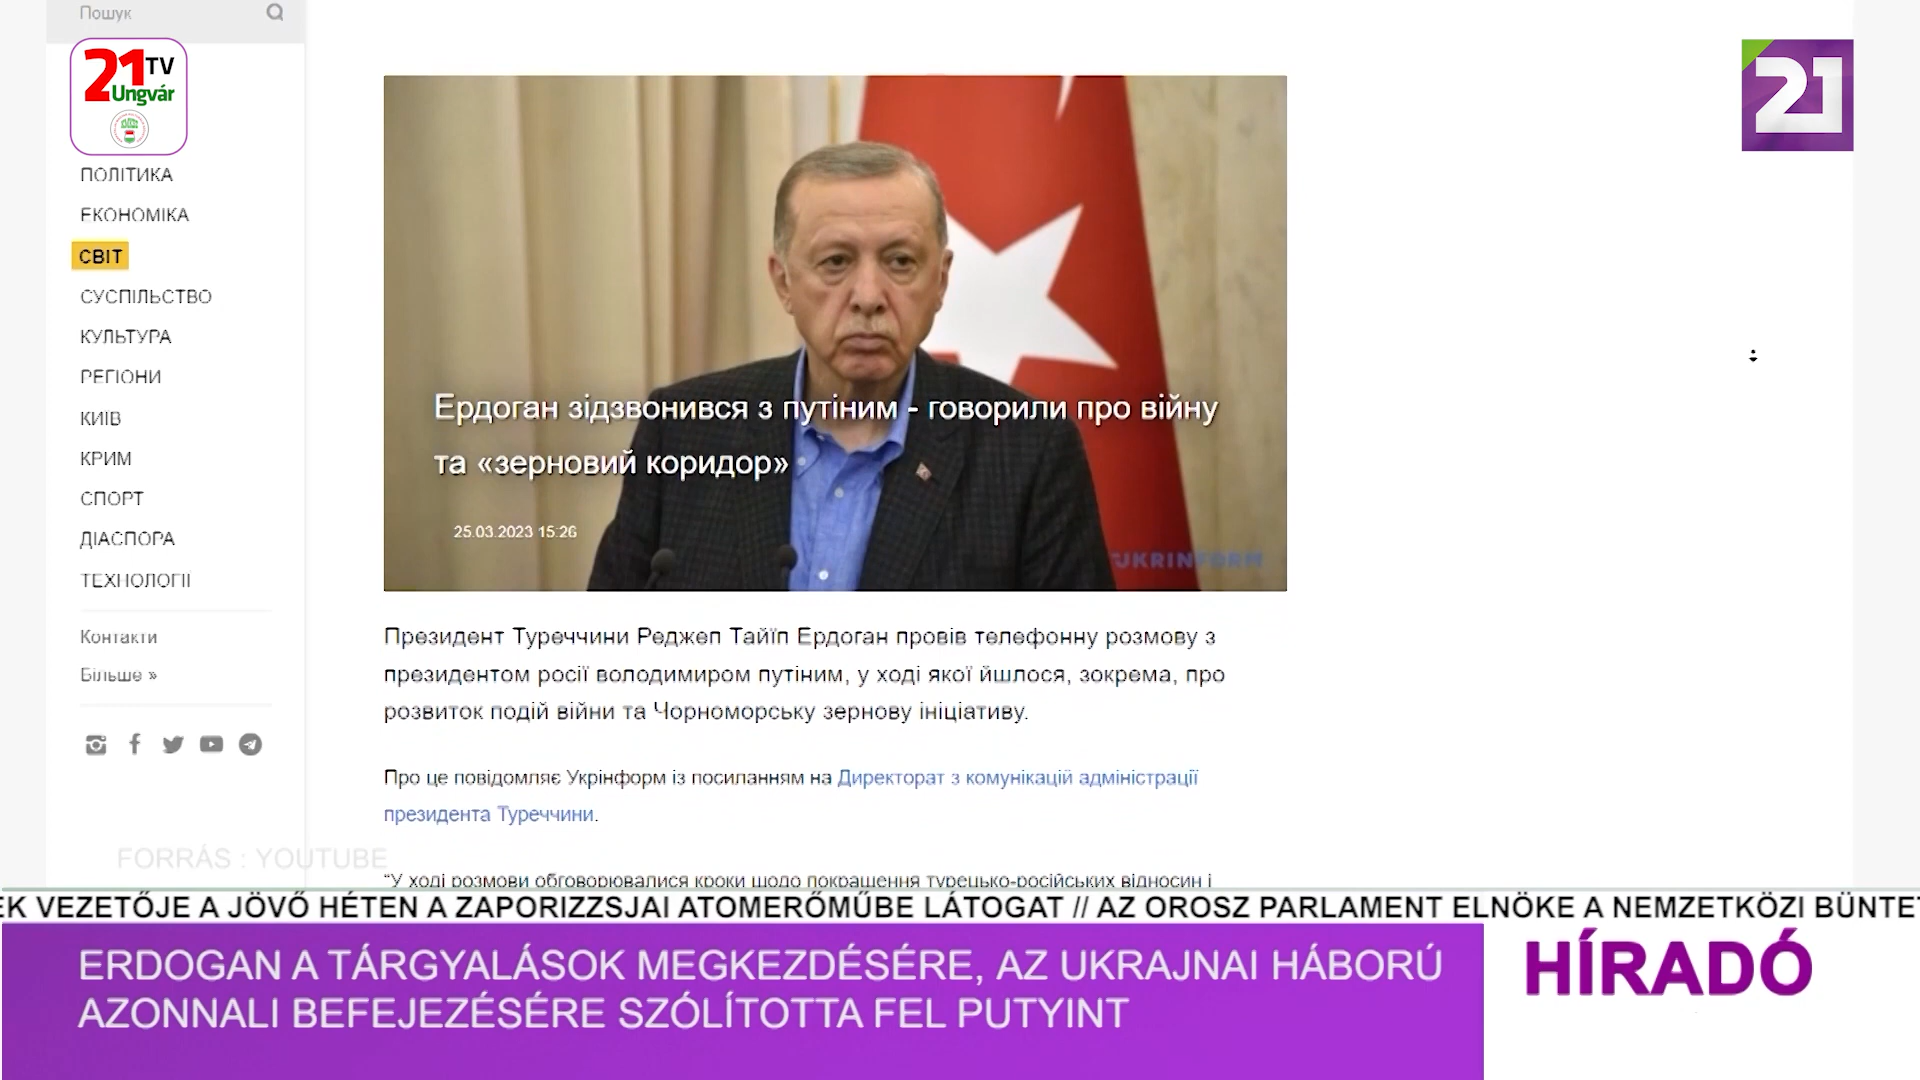 Пошук
21 TV
Ungvár
21
ПОЛІТИКА
ЕКОНОМІКА
СВІТ
СУСПІЛЬСТВО
КУЛЬТУРА
РЕГІОНИ
КИЇВ
КРИМ
СПОРТ
ДІАСПОРА
ТЕХНОЛОГІЇ
Контакти
Більше »
Ердоган зідзвонився з путіним - говорили про війну
та «зерновий коридор»
25.03.2023 15:26
UKRINFORM
Президент Туреччини Реджеп Тайїп Ердоган провів телефонну розмову з
президентом росії володимиром путіним, у ході якої йшлося, зокрема, про
розвиток подій війни та Чорноморську зернову ініціативу.
Про це повідомляє Укрінформ із посиланням на Директорат з комунікацій адміністрації
президента Туреччини.
"У ході розмови обговорювалися кроки щодо покращення турецько-російських відносин і
FORRÁS : YOUTUBE
EK VEZETŐJE A JÖVŐ HÉTEN A ZAPORIZZSJAI ATOMERŐMŰBE LÁTOGAT // AZ OROSZ PARLAMENT ELNÖKE A NEMZETKÖZI BÜNTET
ERDOGAN A TÁRGYALÁSOK MEGKEZDÉSÉRE, AZ UKRAJNAI HÁBORÚ
AZONNALI BEFEJEZÉSÉRE SZÓLÍTOTTA FEL PUTYINT
HÍRADÓ